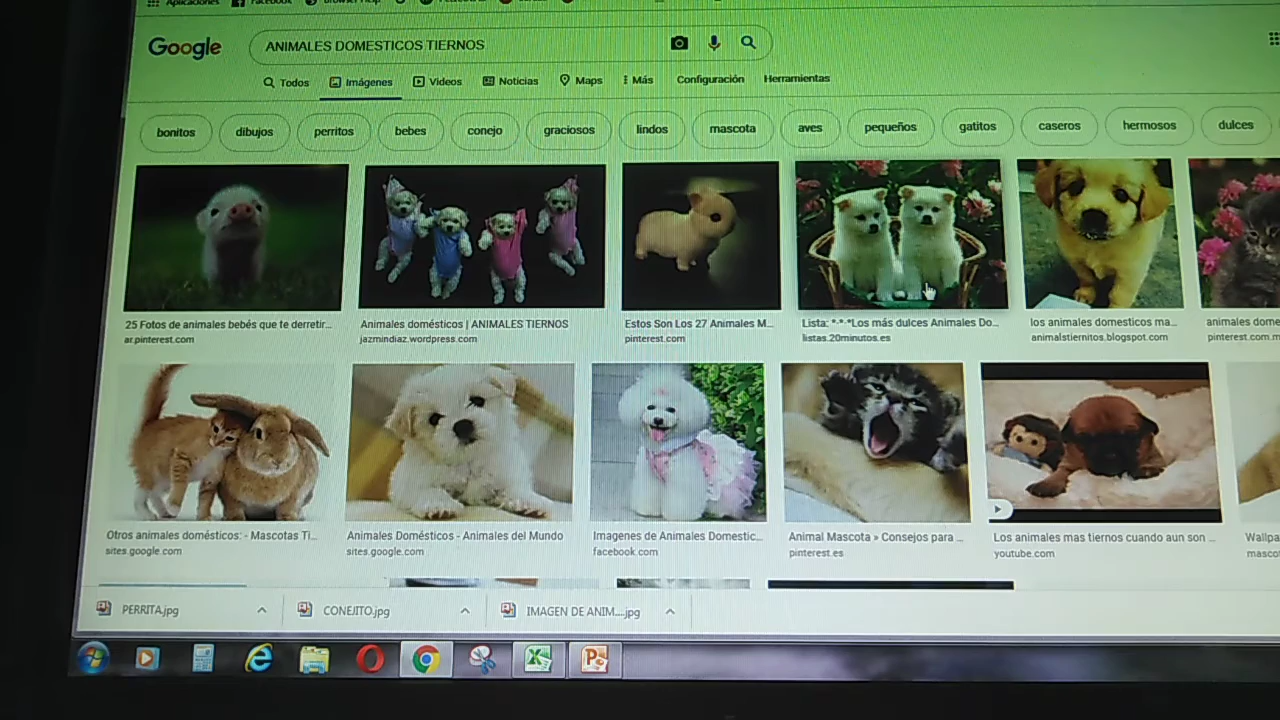 Aplicaciones Facebook
Google ANIMALES DOMESTICOS TIERNOS
Todos Imágenes Videos Noticias Maps Más Configuración Herramientas
bonitos dibujos perritos bebes conejo graciosos lindos mascota aves pequeños gatitos caseros hermosos dulces
25 Fotos de animales bebés que te derretir... Animales domésticos | ANIMALES TIERNOS Estos Son Los 27 Animales M... Lista: *·*·*Los más dulces Animales Do... los animales domesticos ma... animales dome
ar.pinterest.com jazmindiaz.wordpress.com pinterest.com listas.20minutos.es animalstiernitos.blogspot.com pinterest.com.m
Otros animales domésticos: - Mascotas Ti... Animales Domésticos - Animales del Mundo Imagenes de Animales Domestic... Animal Mascota » Consejos para ... Los animales mas tiernos cuando aun son ... Wallpa
sites.google.com sites.google.com facebook.com pinterest.es youtube.com masco
PERRITA.jpg CONEJITO.jpg IMAGEN DE ANIM....jpg